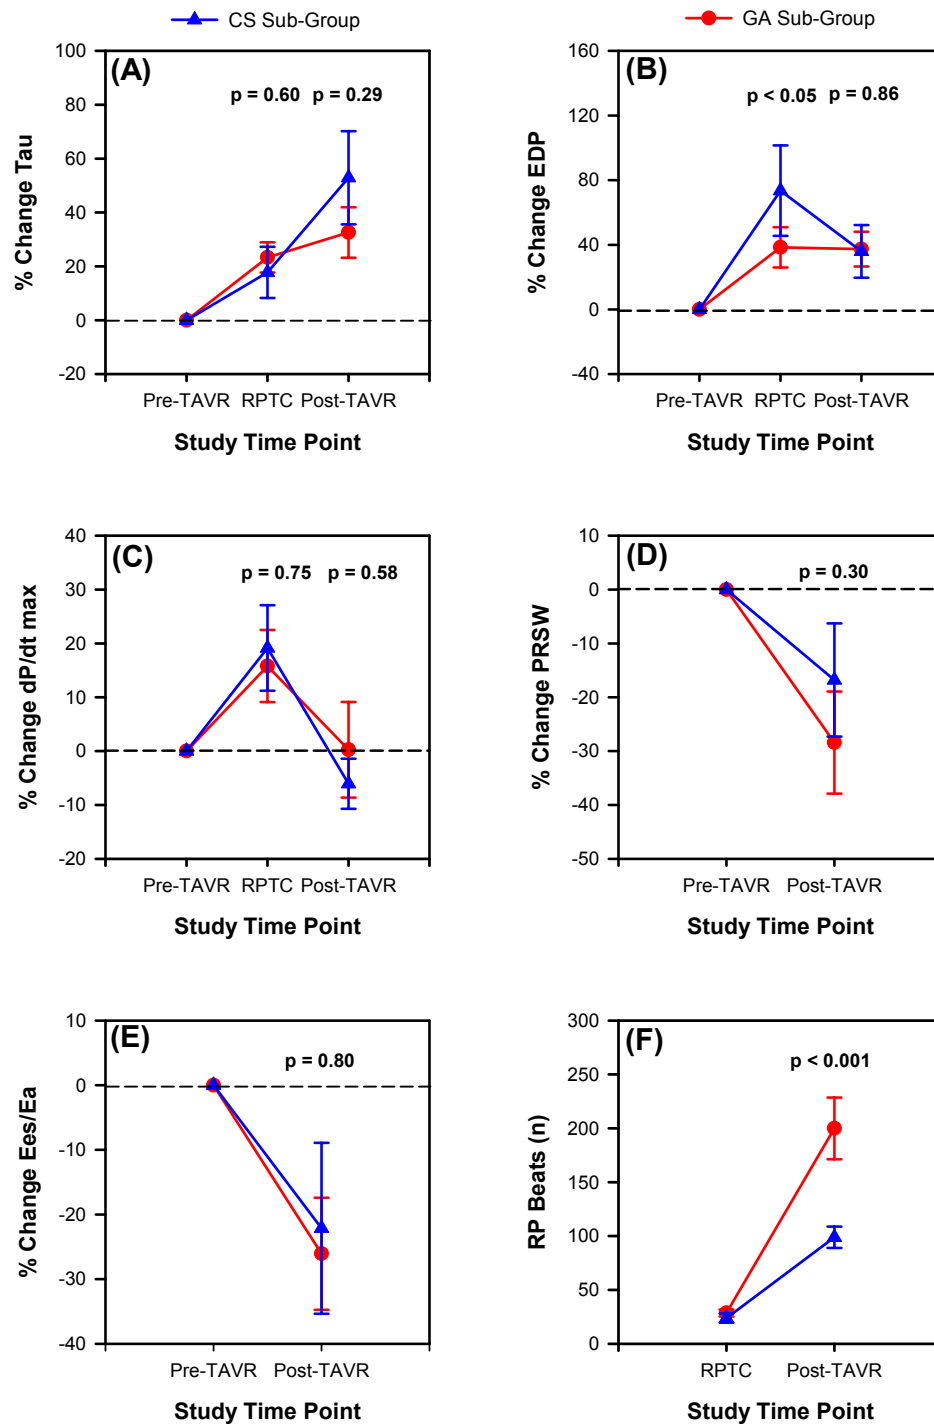 CS Sub-Group
GA Sub-Group
(A)
p = 0.60 p = 0.29
100
80
60
40
20
0
-20
% Change Tau
Pre-TAVR RPTC Post-TAVR
Study Time Point
(B)
p < 0.05 p = 0.86
160
120
80
40
0
-40
% Change EDP
Pre-TAVR RPTC Post-TAVR
Study Time Point
(C)
p = 0.75 p = 0.58
40
30
20
10
0
-10
-20
% Change dP/dt max
Pre-TAVR RPTC Post-TAVR
Study Time Point
(D)
p = 0.30
10
0
-10
-20
-30
-40
-50
% Change PRSW
Pre-TAVR Post-TAVR
Study Time Point
(E)
p = 0.80
10
0
-10
-20
-30
-40
% Change Ees/Ea
Pre-TAVR Post-TAVR
Study Time Point
(F)
p < 0.001
300
250
200
150
100
50
0
RP Beats (n)
RPTC Post-TAVR
Study Time Point